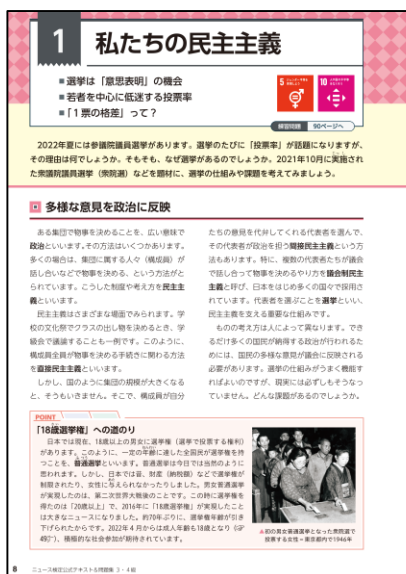 1
私たちの民主主義
■選挙は「意思表明」の機会
■若者を中心に低迷する投票率
■「1票の格差」って？
5 ジェンダー平等を実現しよう
10 人や国の不平等をなくそう
練習問題 90ページへ
2022年夏には参議院議員選挙があります。選挙のたびに「投票率」が話題になりますが、
その理由は何でしょうか。そもそも、なぜ選挙があるのでしょうか。2021年10月に実施され
た衆議院議員選挙（衆院選）などを題材に、選挙の仕組みや課題を考えてみましょう。
多様な意見を政治に反映
ある集団で物事を決めることを、広い意味で
政治といいます。その方法はいくつかあります。
多くの場合は、集団に属する人々（構成員）が
話し合いなどで物事を決める、という方法がと
られています。こうした制度や考え方を民主主
義といいます。
民主主義はさまざまな場面でみられます。学
校の文化祭でクラスの出し物を決めるとき、学
級会で議論することも一例です。このように、
構成員全員が物事を決める手続きに関わる方法
を直接民主主義といいます。
しかし、国のように集団の規模が大きくなる
と、そうもいきません。そこで、構成員が自分
たちの意見を代弁してくれる代表者を選んで、
その代表者が政治を担う間接民主主義という方
法もあります。特に、複数の代表者たちが議会
で話し合って物事を決めるやり方を議会制民主
主義と呼び、日本をはじめ多くの国々で採用さ
れています。代表者を選ぶことを選挙といい、
民主主義を支える重要な仕組みです。
ものの考え方は人によって異なります。でき
るだけ多くの国民が納得する政治が行われるた
めには、国民の多様な意見が議会に反映される
必要があります。選挙の仕組みがうまく機能す
ればよいのですが、現実には必ずしもそうなっ
ていません。どんな課題があるのでしょうか。
POINT
「18歳選挙権」への道のり
日本では現在、18歳以上の男女に選挙権（選挙で投票する権利）
があります。このように、一定の年齢に達した全国民が選挙権を持
つことを、普通選挙といいます。普通選挙は今日では当然のように
思われます。しかし、日本では昔、財産（納税額）などで選挙権が
制限されたり、女性に与えられなかったりしました。男女普通選挙
が実現したのは、第二次世界大戦後のことです。この時に選挙権を
得たのは「20歳以上」で、2016年に「18歳選挙権」が実現したこと
は大きなニュースになりました。約70年ぶりに、選挙権年齢が引き
下げられたからです。2022年4月からは成人年齢も18歳となり（☞
49㌻）、積極的な社会参加が期待されています。
▲初の男女普通選挙となった衆院選で
投票する女性＝東京都内で1946年
8 ニュース検定公式テキスト&問題集 3・4級